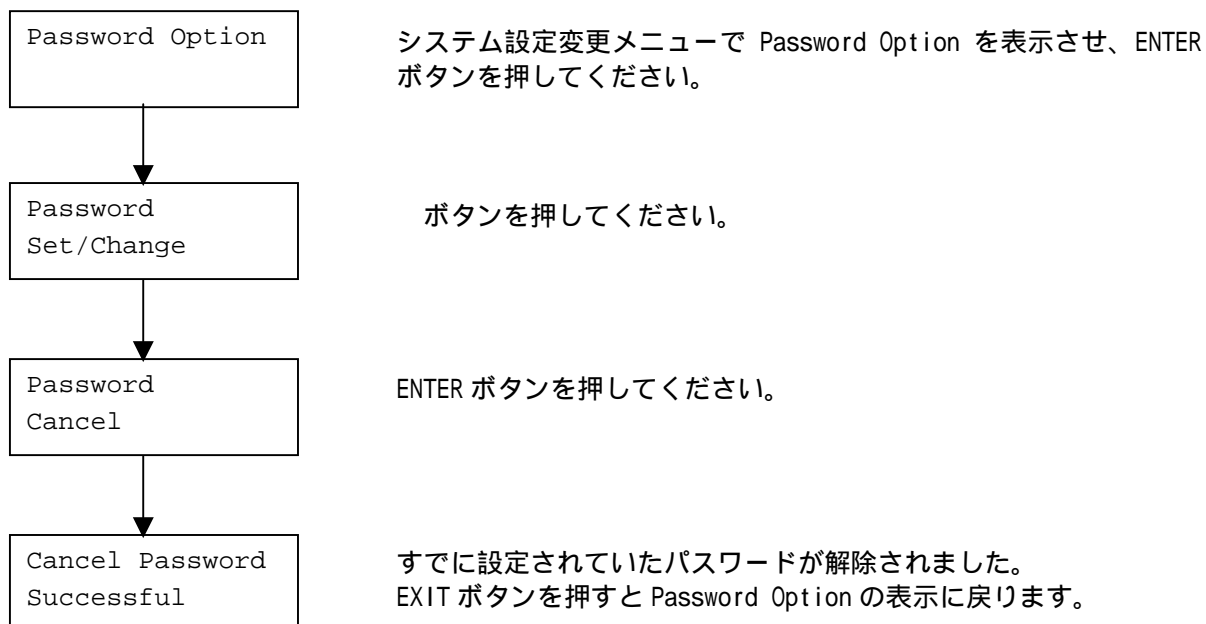 Password Option
システム設定変更メニューで Password Option を表示させ、ENTER
ボタンを押してください。
Password
Set/Change
ボタンを押してください。
Password
Cancel
ENTER ボタンを押してください。
Cancel Password
Successful
すでに設定されていたパスワードが解除されました。
EXIT ボタンを押すと Password Option の表示に戻ります。